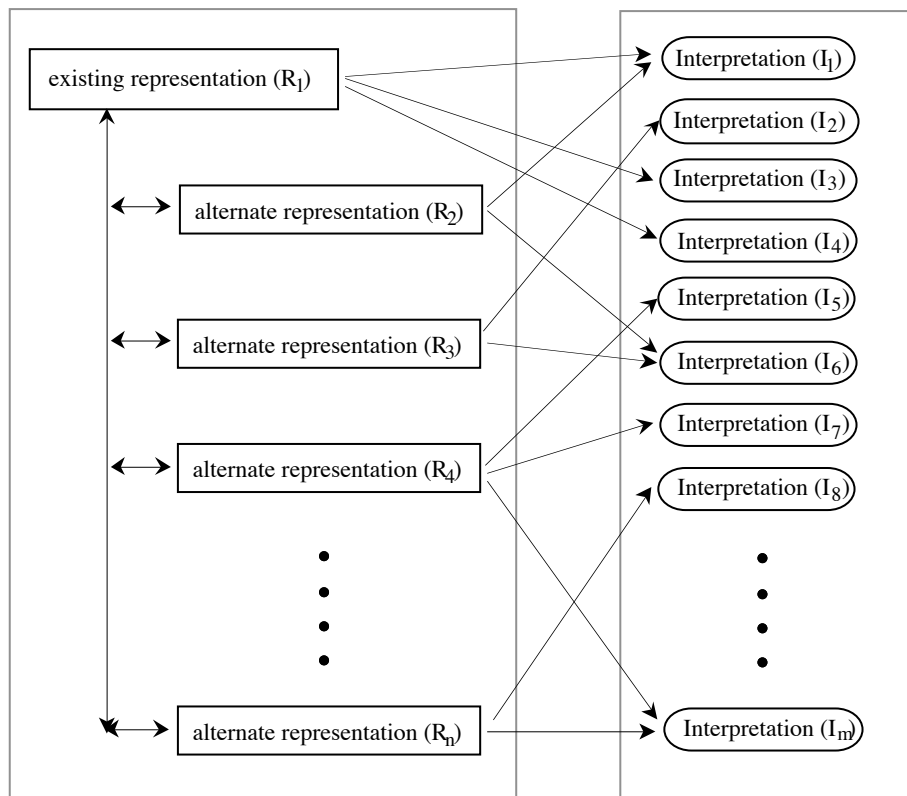 existing representation (R1)
alternate representation (R2)
alternate representation (R3)
alternate representation (R4)
alternate representation (Rn)
Interpretation (I1)
Interpretation (I2)
Interpretation (I3)
Interpretation (I4)
Interpretation (I5)
Interpretation (I6)
Interpretation (I7)
Interpretation (I8)
Interpretation (Im)